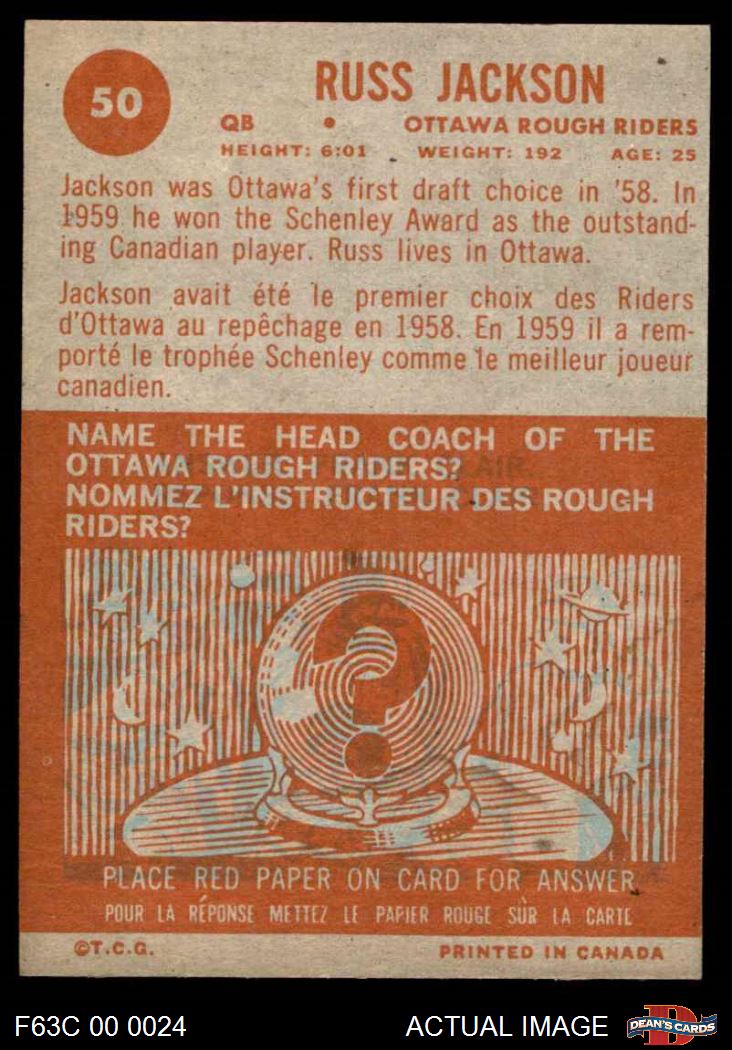 50
RUSS JACKSON
QB • OTTAWA ROUGH RIDERS
HEIGHT: 6:01 WEIGHT: 192 AGE: 25
Jackson was Ottawa's first draft choice in '58. In
1959 he won the Schenley Award as the outstand-
ing Canadian player. Russ lives in Ottawa.
Jackson avait été le premier choix des Riders
d'Ottawa au repêchage en 1958. En 1959 il a rem-
porté le trophée Schenley comme le meilleur joueur
canadien.
NAME THE HEAD COACH OF THE
OTTAWA ROUGH RIDERS?
NOMMEZ L'INSTRUCTEUR DES ROUGH
RIDERS?
?
PLACE RED PAPER ON CARD FOR ANSWER
POUR LA RÉPONSE METTEZ LE PAPIER ROUGE SÛR LA CARTE
©T.C.G. PRINTED IN CANADA
F63C 00 0024 ACTUAL IMAGE DEAN'S CARDS